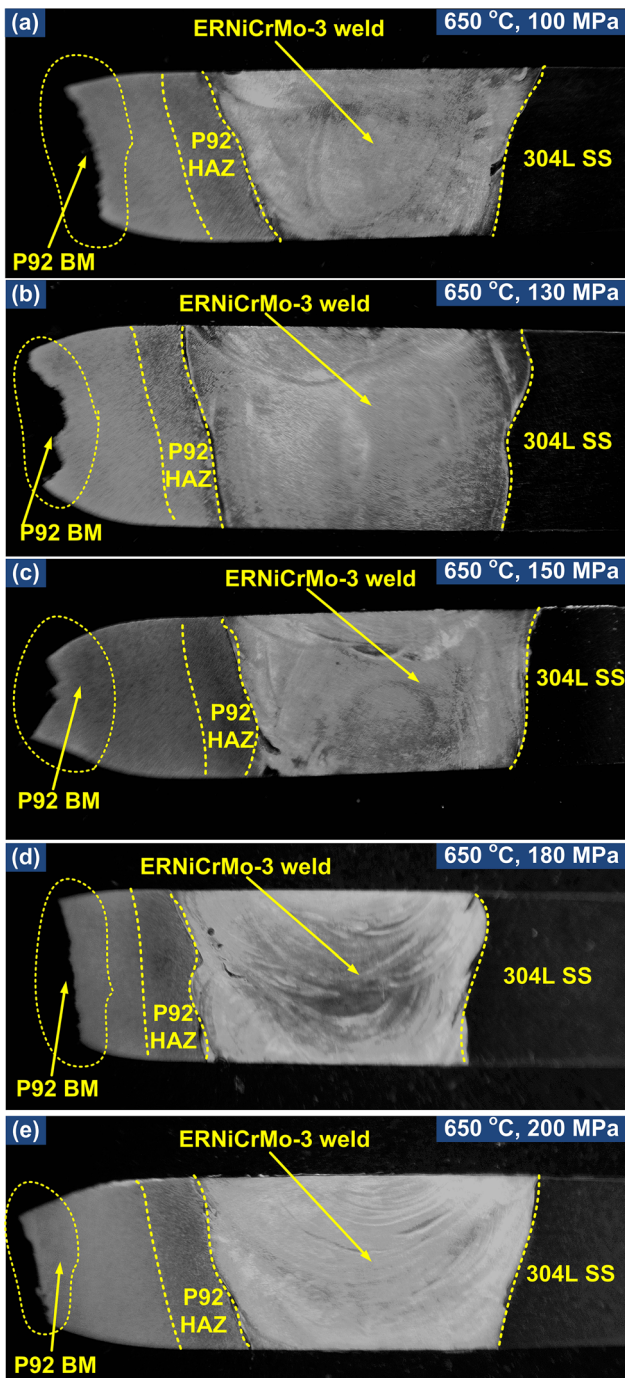 (a)
ERNiCrMo-3 weld
650 °C, 100 MPa
P92
HAZ
304L SS
P92 BM
(b)
ERNiCrMo-3 weld
650 °C, 130 MPa
P92
HAZ
304L SS
P92 BM
(c)
ERNiCrMo-3 weld
650 °C, 150 MPa
P92
HAZ
304L SS
P92 BM
(d)
ERNiCrMo-3 weld
650 °C, 180 MPa
P92
HAZ
304L SS
P92 BM
(e)
ERNiCrMo-3 weld
650 °C, 200 MPa
P92
HAZ
304L SS
P92 BM